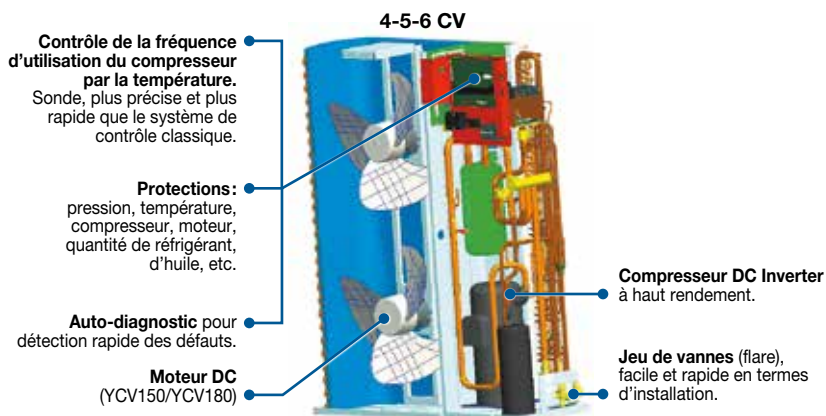 4-5-6 CV
Contrôle de la fréquence
d’utilisation du compresseur
par la température.
Sonde, plus précise et plus
rapide que le système de
contrôle classique.
Protections:
pression, température,
compresseur, moteur,
quantité de réfrigérant,
d’huile, etc.
Auto-diagnostic pour
détection rapide des défauts.
Moteur DC
(YCV150/YCV180)
Compresseur DC Inverter
à haut rendement.
Jeu de vannes (flare),
facile et rapide en termes
d’installation.